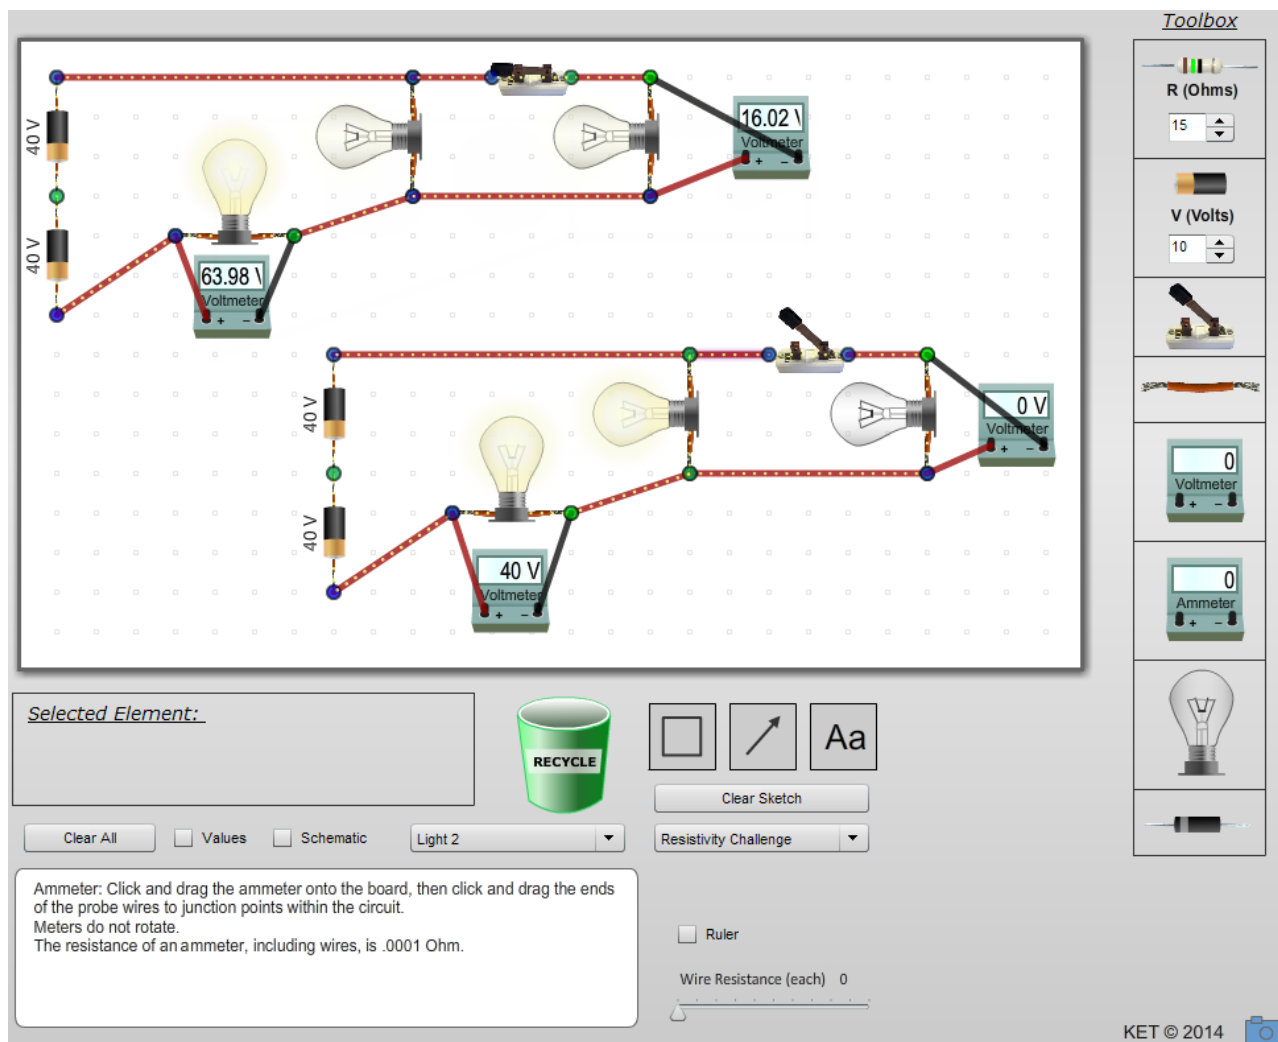 Toolbox
R (Ohms)
15
V (Volts)
10
0
Voltmeter
+ −
0
Ammeter
+ −
40 V
40 V
16.02 \
Voltmeter
+ −
63.98 \
Voltmeter
+ −
40 V
40 V
0 V
Voltmeter
+ −
40 V
Voltmeter
+ −
Selected Element:
RECYCLE
Aa
Clear Sketch
Clear All
Values
Schematic
Light 2
Resistivity Challenge
Ammeter: Click and drag the ammeter onto the board, then click and drag the ends
of the probe wires to junction points within the circuit.
Meters do not rotate.
The resistance of an ammeter, including wires, is .0001 Ohm.
Ruler
Wire Resistance (each) 0
KET © 2014